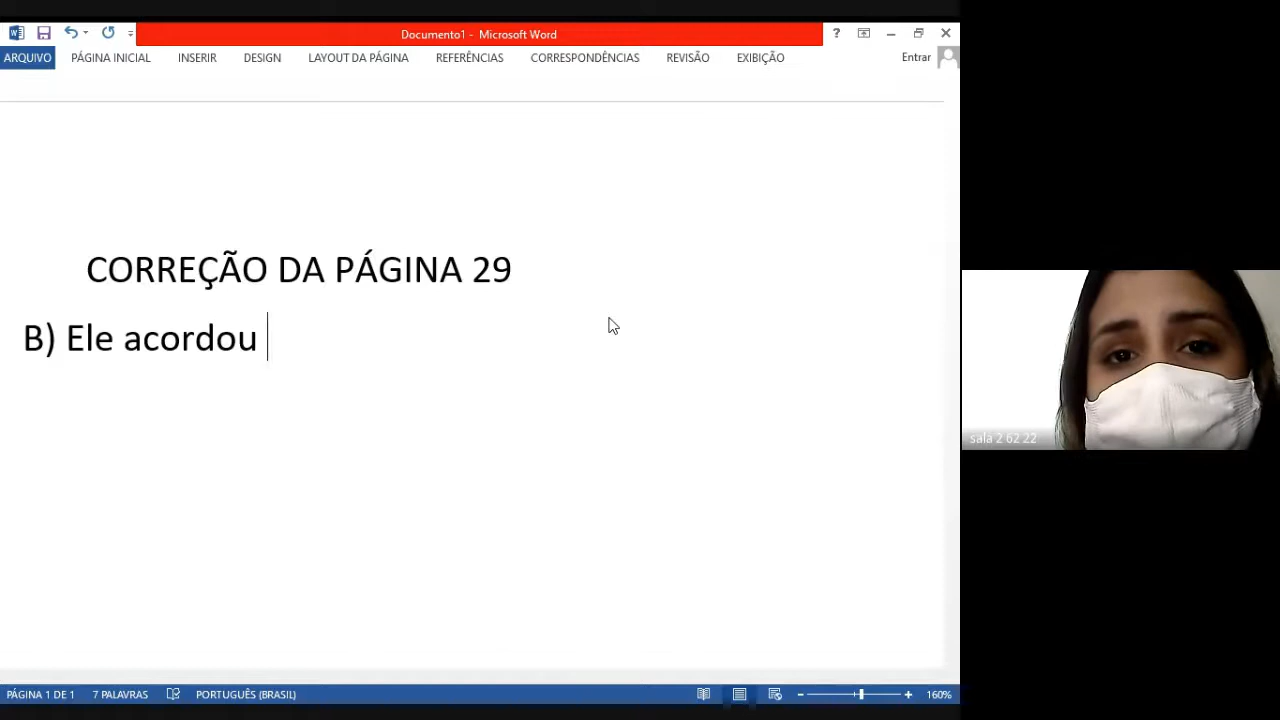 Documento1 - Microsoft Word
?
ARQUIVO PÁGINA INICIAL INSERIR DESIGN LAYOUT DA PÁGINA REFERÊNCIAS CORRESPONDÊNCIAS REVISÃO EXIBIÇÃO Entrar
CORREÇÃO DA PÁGINA 29
B) Ele acordou
sala 2 62 22
PÁGINA 1 DE 1 7 PALAVRAS PORTUGUÊS (BRASIL) 160%